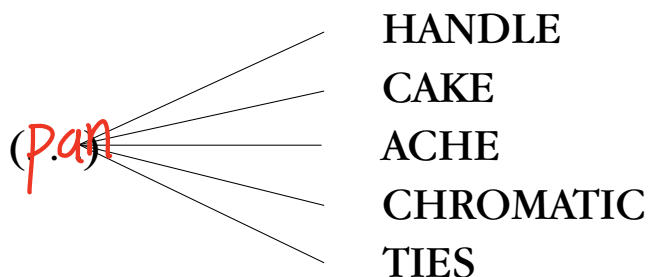 HANDLE
CAKE
(pan) ACHE
CHROMATIC
TIES